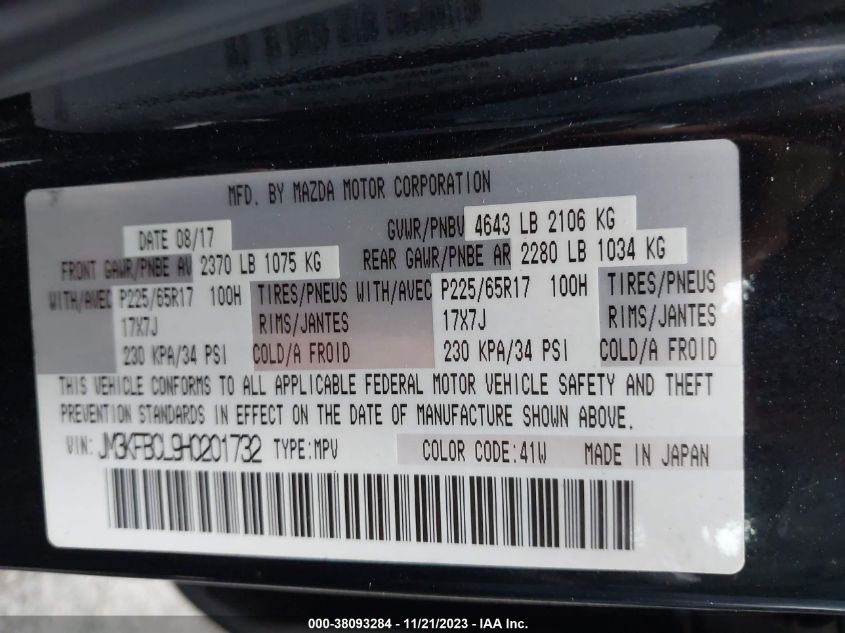 MFD. BY MAZDA MOTOR CORPORATION
DATE 08/17 GVWR/PNBV 4643 LB 2106 KG
FRONT GAWR/PNBE AV 2370 LB 1075 KG REAR GAWR/PNBE AR 2280 LB 1034 KG
WITH/AVEC P225/65R17 100H TIRES/PNEUS WITH/AVEC P225/65R17 100H TIRES/PNEUS
17X7J RIMS/JANTES 17X7J RIMS/JANTES
230 KPA/34 PSI COLD/A FROID 230 KPA/34 PSI COLD/A FROID
THIS VEHICLE CONFORMS TO ALL APPLICABLE FEDERAL MOTOR VEHICLE SAFETY AND THEFT
PREVENTION STANDARDS IN EFFECT ON THE DATE OF MANUFACTURE SHOWN ABOVE.
VIN: JM3KFBCL9H0201732 TYPE:MPV COLOR CODE:41W MADE IN JAPAN
000-38093284 - 11/21/2023 - IAA Inc.